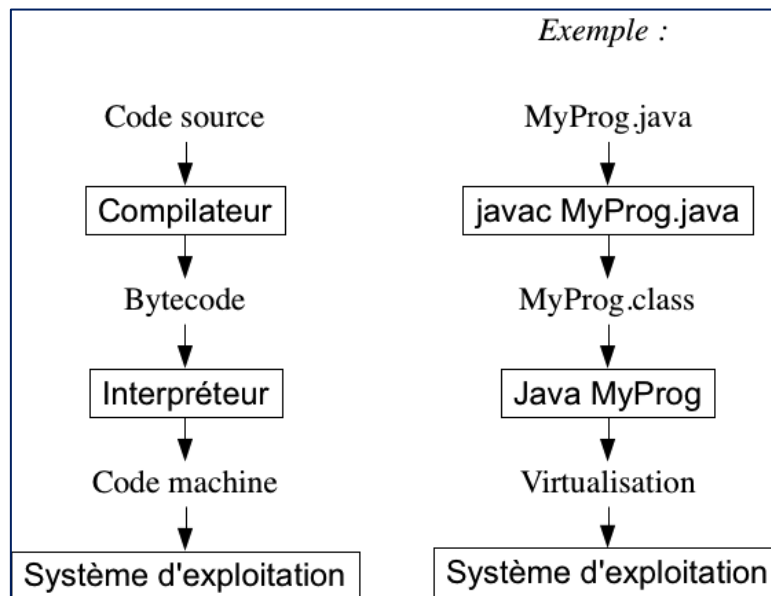 Exemple :
Code source
MyProg.java
Compilateur
javac MyProg.java
Bytecode
MyProg.class
Interpréteur
Java MyProg
Code machine
Virtualisation
Système d'exploitation
Système d'exploitation